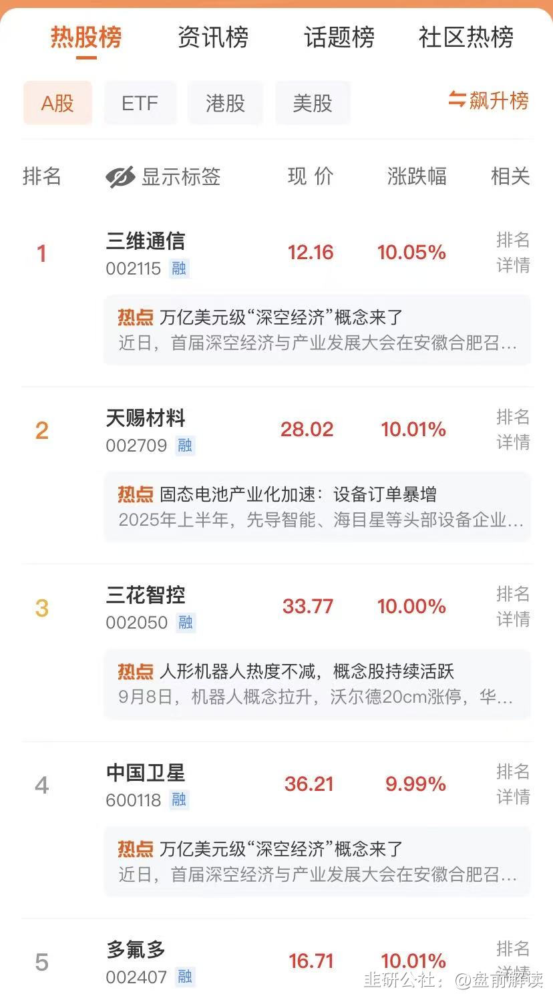 热股榜 资讯榜 话题榜 社区热榜
A股 ETF 港股 美股 飙升榜
排名 显示标签 现价 涨跌幅 相关
1 三维通信 12.16 10.05% 排名
002115 融 详情
热点 万亿美元级“深空经济”概念来了
近日，首届深空经济与产业发展大会在安徽合肥召...
2 天赐材料 28.02 10.01% 排名
002709 融 详情
热点 固态电池产业化加速：设备订单暴增
2025年上半年，先导智能、海目星等头部设备企业...
3 三花智控 33.77 10.00% 排名
002050 融 详情
热点 人形机器人热度不减，概念股持续活跃
9月8日，机器人概念拉升，沃尔德20cm涨停，华...
4 中国卫星 36.21 9.99% 排名
600118 融 详情
热点 万亿美元级“深空经济”概念来了
近日，首届深空经济与产业发展大会在安徽合肥召...
5 多氟多 16.71 10.01% 排名
002407 融 详情
韭研公社：@盘前解读